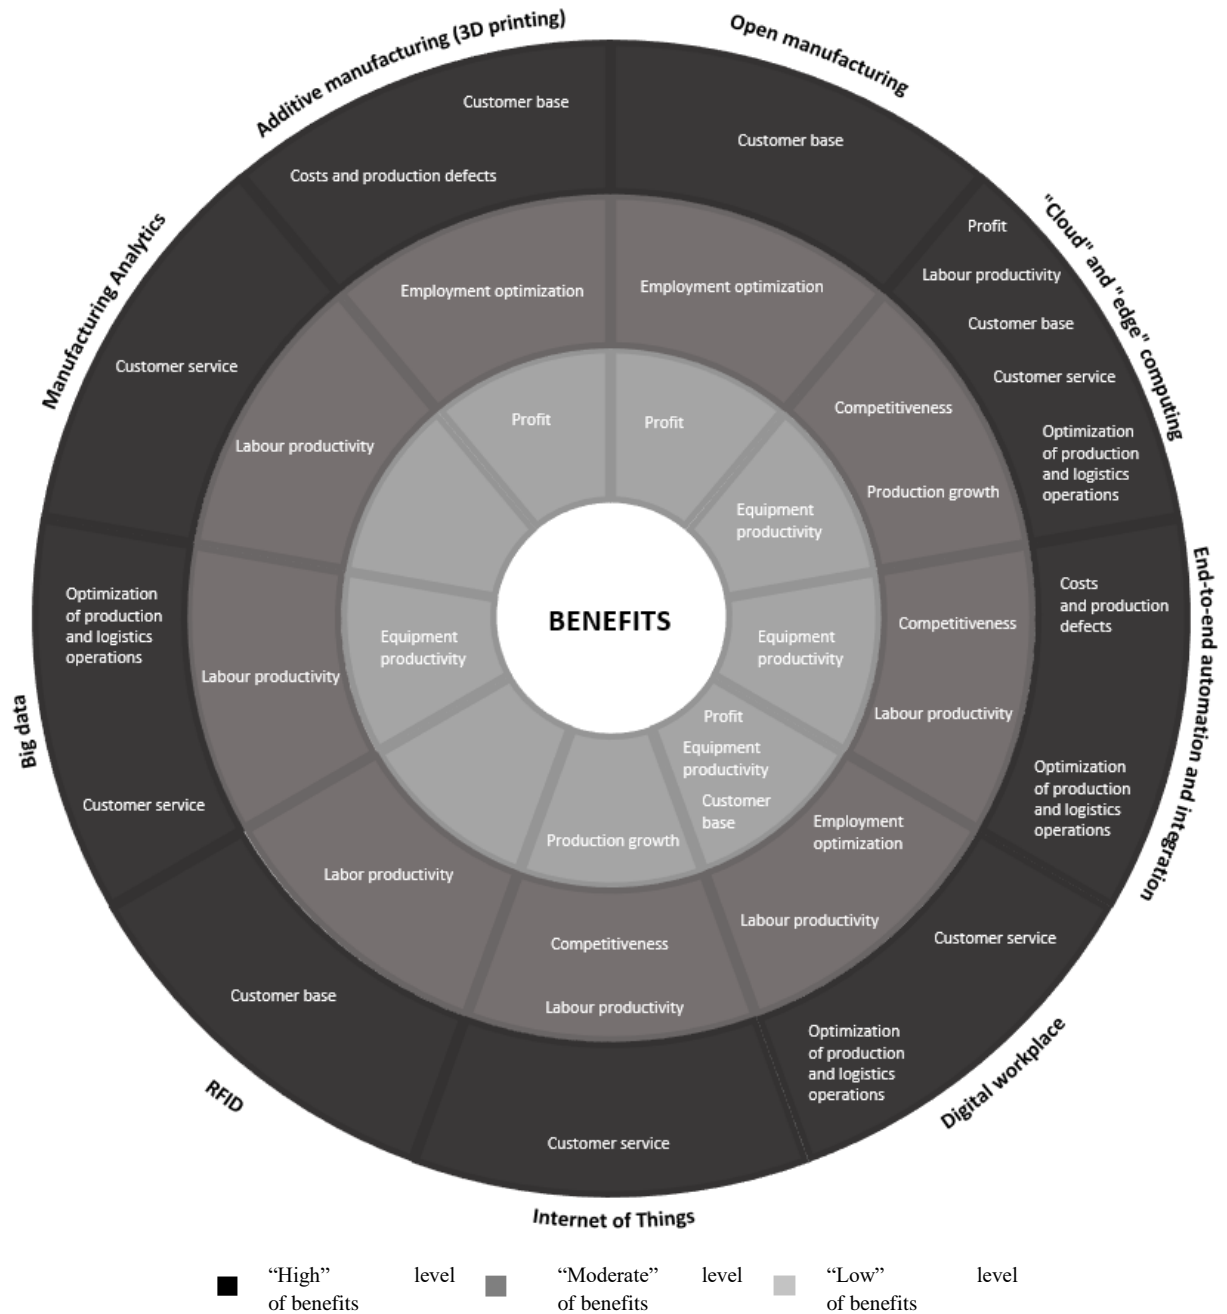 Additive manufacturing (3D printing)
Open manufacturing
"Cloud" and "edge" computing
End-to-end automation and integration
Digital workplace
Internet of Things
RFID
Big data
Manufacturing Analytics
Customer base
Costs and production defects
Employment optimization
Profit
Customer base
Employment optimization
Profit
Profit
Labour productivity
Customer base
Customer service
Optimization
of production
and logistics
operations
Competitiveness
Production growth
Equipment
productivity
Costs
and production
defects
Optimization
of production
and logistics
operations
Competitiveness
Labour productivity
Equipment
productivity
Customer service
Optimization
of production
and logistics
operations
Employment
optimization
Labour productivity
Profit
Equipment
productivity
Customer
base
Customer service
Competitiveness
Labour productivity
Production growth
Customer base
Labor productivity
Optimization
of production
and logistics
operations
Customer service
Labour productivity
Equipment
productivity
Customer service
Labour productivity
BENEFITS
“High” level
of benefits
“Moderate” level
of benefits
“Low” level
of benefits